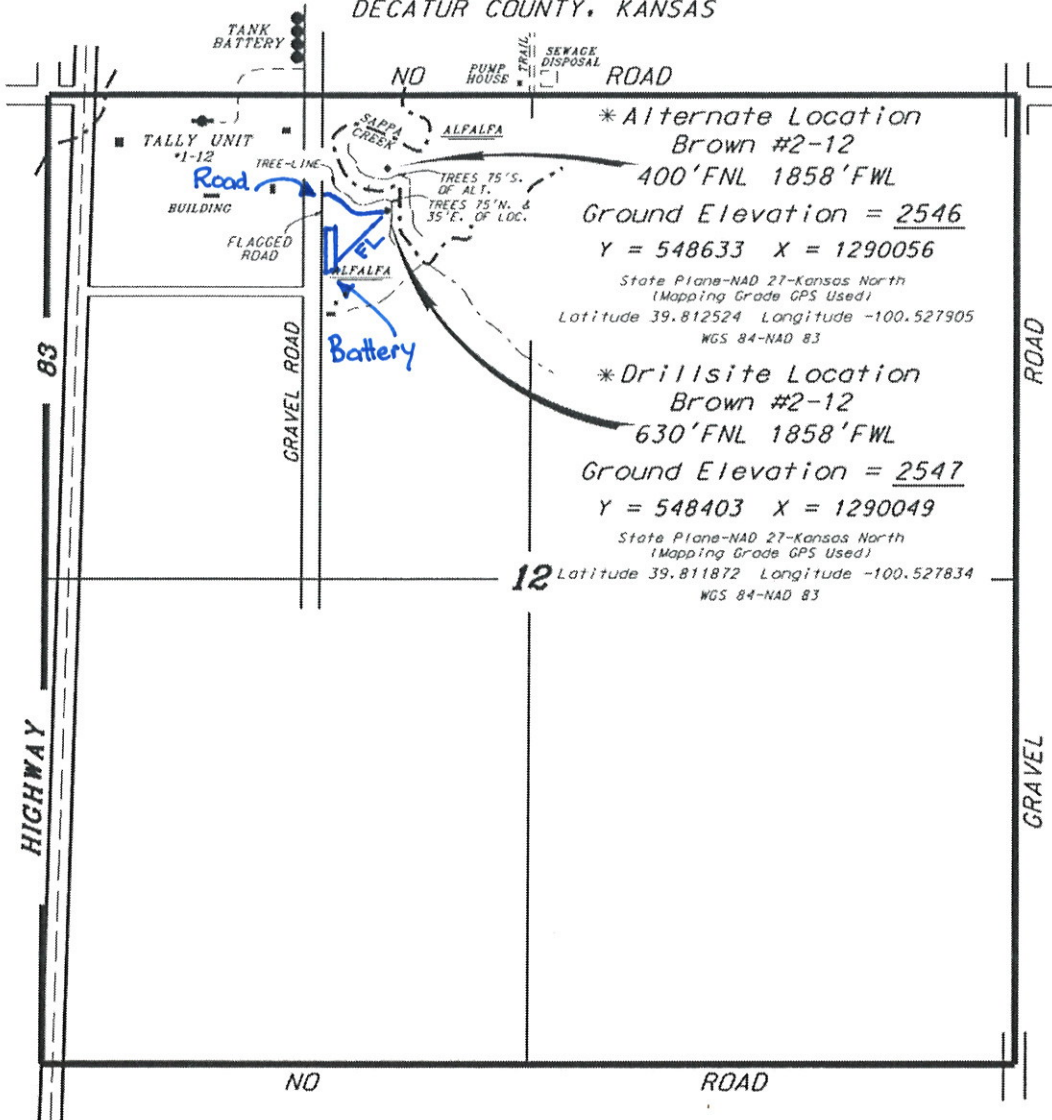 DECATUR COUNTY, KANSAS
TANK
BATTERY
PUMP
HOUSE
TRAIL
SEWAGE
DISPOSAL
NO
ROAD
TALLY UNIT
*1-12
SAPPA
CREEK
ALFALFA
TREE-LINE
TREES 75'S.
OF ALT.
TREES 75'N. &
35'E. OF LOC.
Road
BUILDING
FLAGGED
ROAD
FL
ALFALFA
Battery
* Alternate Location
Brown #2-12
400'FNL 1858'FWL
Ground Elevation = 2546
Y = 548633 X = 1290056
State Plane-NAD 27-Kansas North
(Mapping Grade GPS Used)
Latitude 39.812524 Longitude -100.527905
WGS 84-NAD 83
* Drillsite Location
Brown #2-12
630'FNL 1858'FWL
Ground Elevation = 2547
Y = 548403 X = 1290049
State Plane-NAD 27-Kansas North
(Mapping Grade GPS Used)
Latitude 39.811872 Longitude -100.527834
WGS 84-NAD 83
12
83
HIGHWAY
GRAVEL ROAD
ROAD
GRAVEL
NO
ROAD